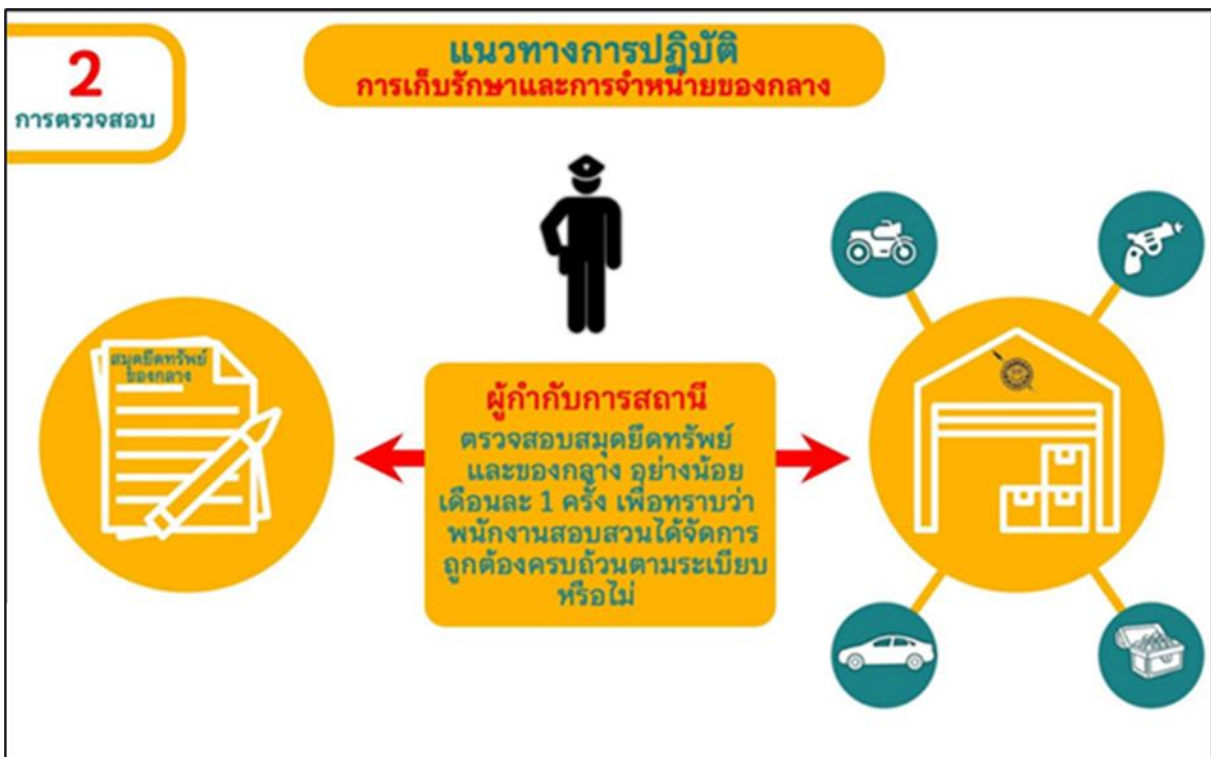 2
การตรวจสอบ
แนวทางการปฏิบัติ
การเก็บรักษาและการจำหน่ายของกลาง
สมุดยึดทรัพย์
ของกลาง
ผู้กำกับการสถานี
ตรวจสอบสมุดยึดทรัพย์
และของกลาง อย่างน้อย
เดือนละ 1 ครั้ง เพื่อทราบว่า
พนักงานสอบสวนได้จัดการ
ถูกต้องครบถ้วนตามระเบียบ
หรือไม่